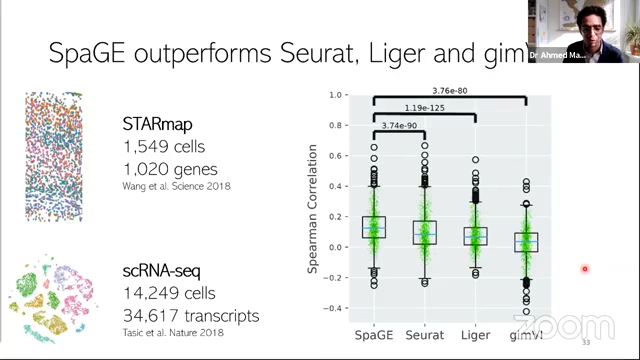 SpaGE outperforms Seurat, Liger and gimV
Dr Ahmed Ma...
STARmap
1,549 cells
1,020 genes
Wang et al. Science 2018
scRNA-seq
14,249 cells
34,617 transcripts
Tasic et al. Nature 2018
3.76e-80
1.19e-125
3.74e-90
Spearman Correlation
1.0
0.8
0.6
0.4
0.2
0.0
−0.2
−0.4
SpaGE Seurat Liger gimVI
zoom
33